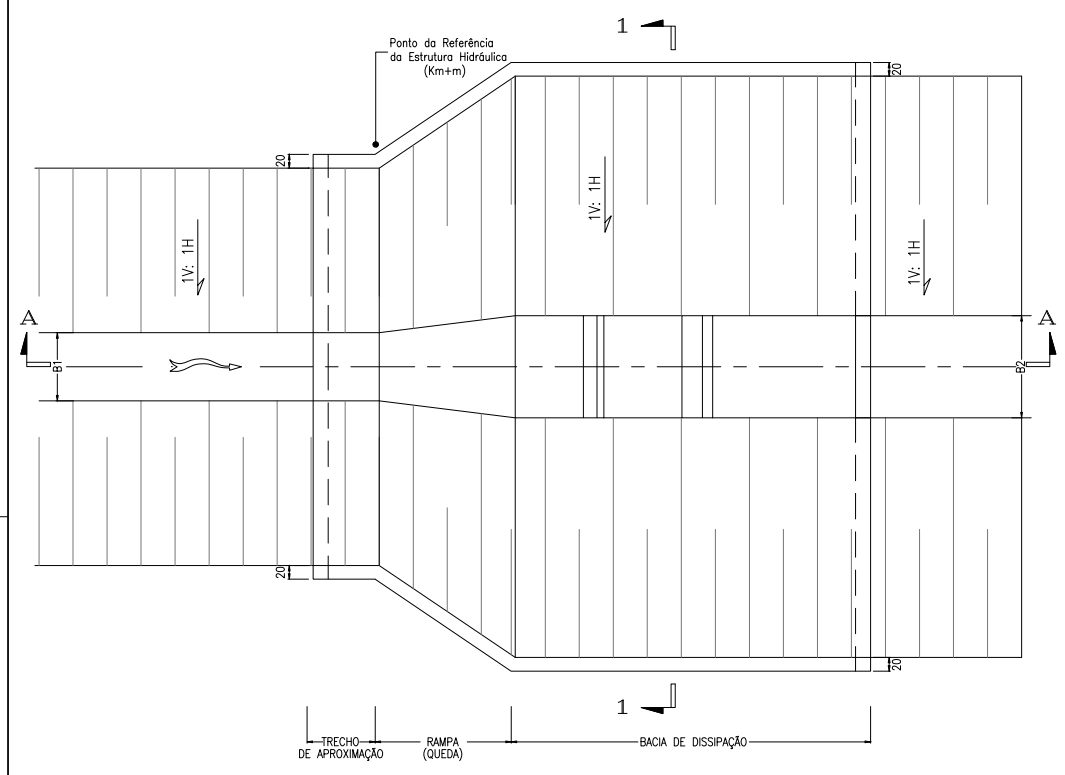 1
Ponto da Referência
da Estrutura Hidráulica
(Km+m)
20
20
1V: 1H
1V: 1H
1V: 1H
A
A
B1
B2
20
20
1
TRECHO
DE APROXIMAÇÃO
RAMPA
(QUEDA)
BACIA DE DISSIPAÇÃO